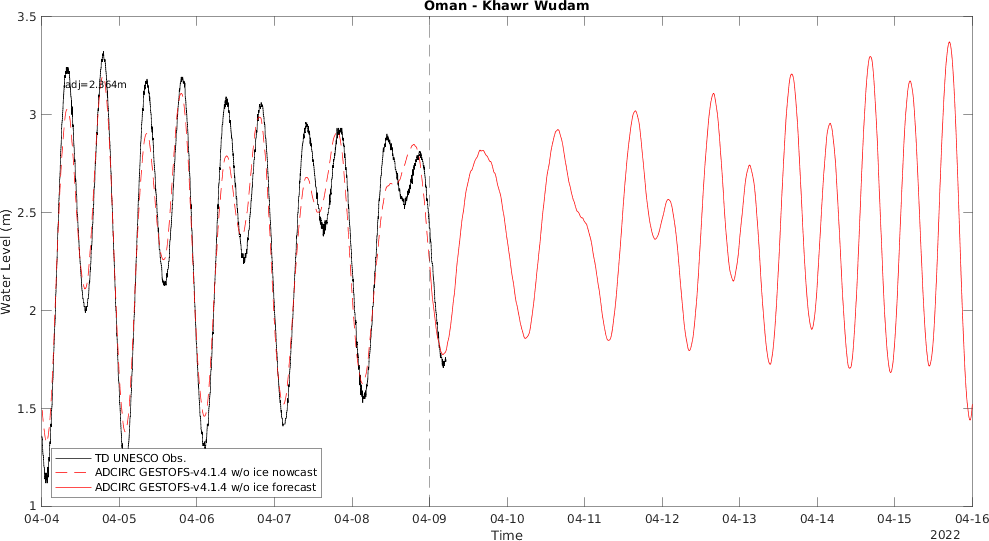 Oman - Khawr Wudam
3.5
adj=2.364m
3
2.5
2
1.5
1
Water Level (m)
TD UNESCO Obs.
ADCIRC GESTOFS-v4.1.4 w/o ice nowcast
ADCIRC GESTOFS-v4.1.4 w/o ice forecast
04-04 04-05 04-06 04-07 04-08 04-09 04-10 04-11 04-12 04-13 04-14 04-15 04-16
Time
2022